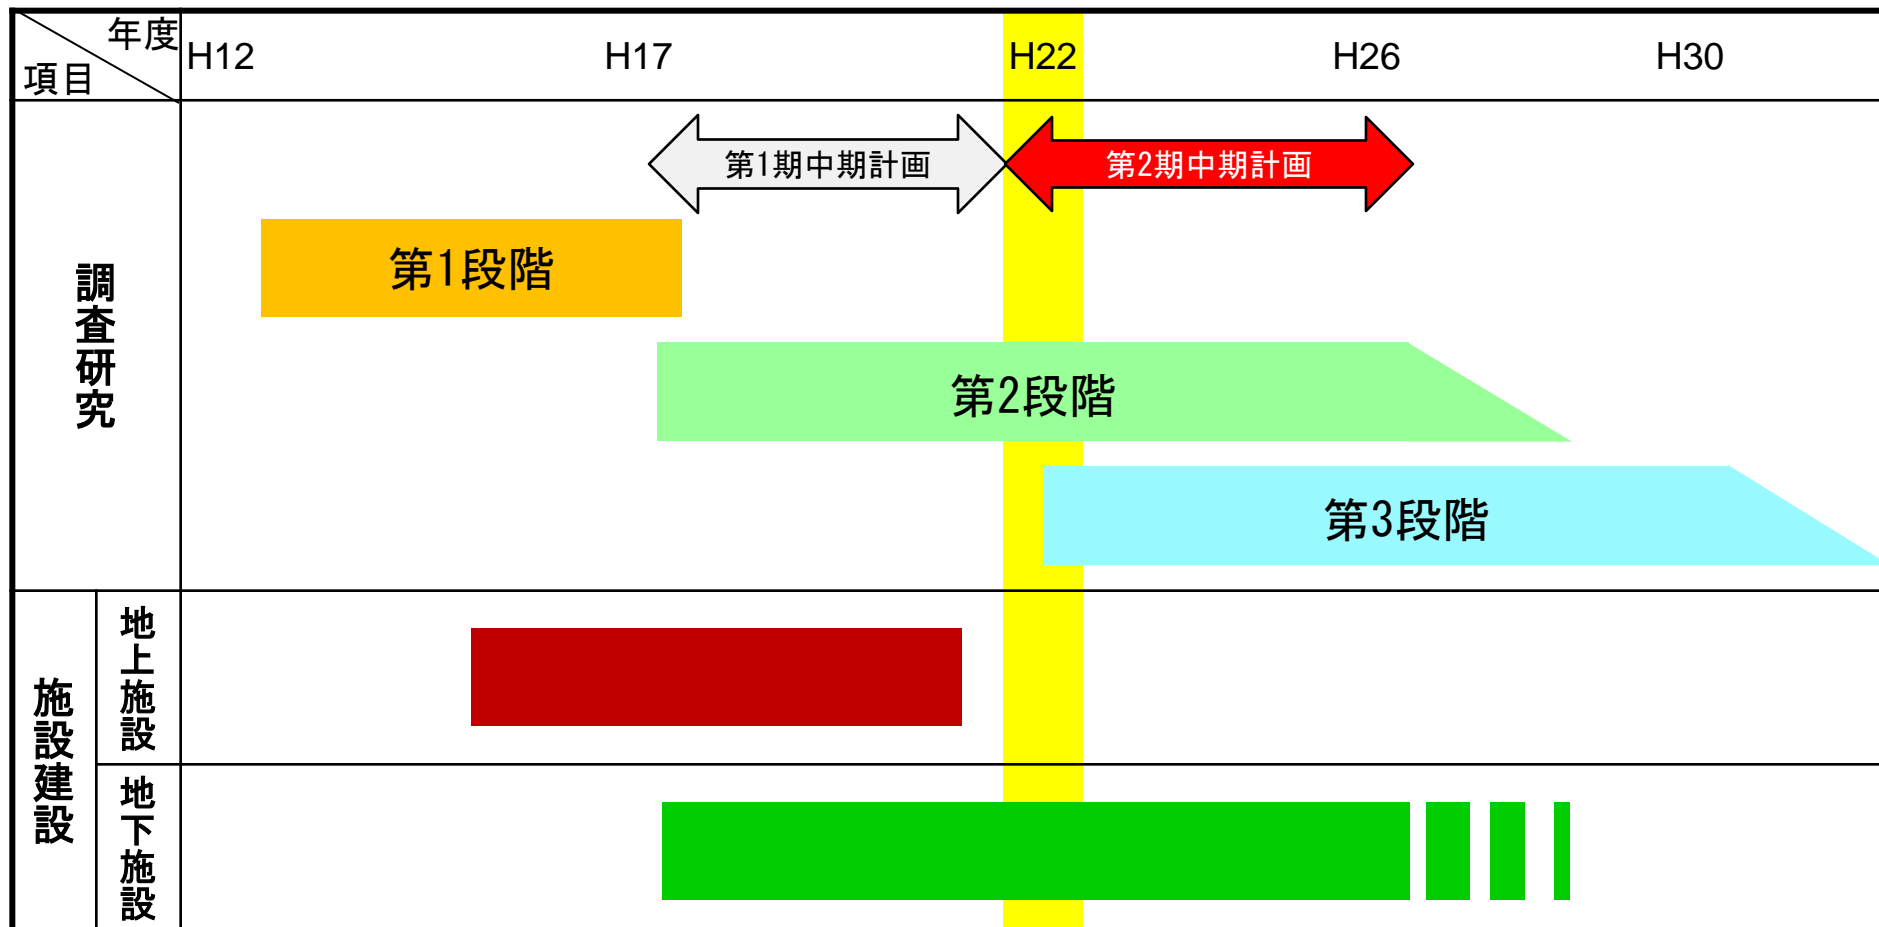 年度
項目
H12 H17 H22 H26 H30
第1期中期計画 第2期中期計画
調査研究
第1段階
第2段階
第3段階
施設建設
地上施設
地下施設